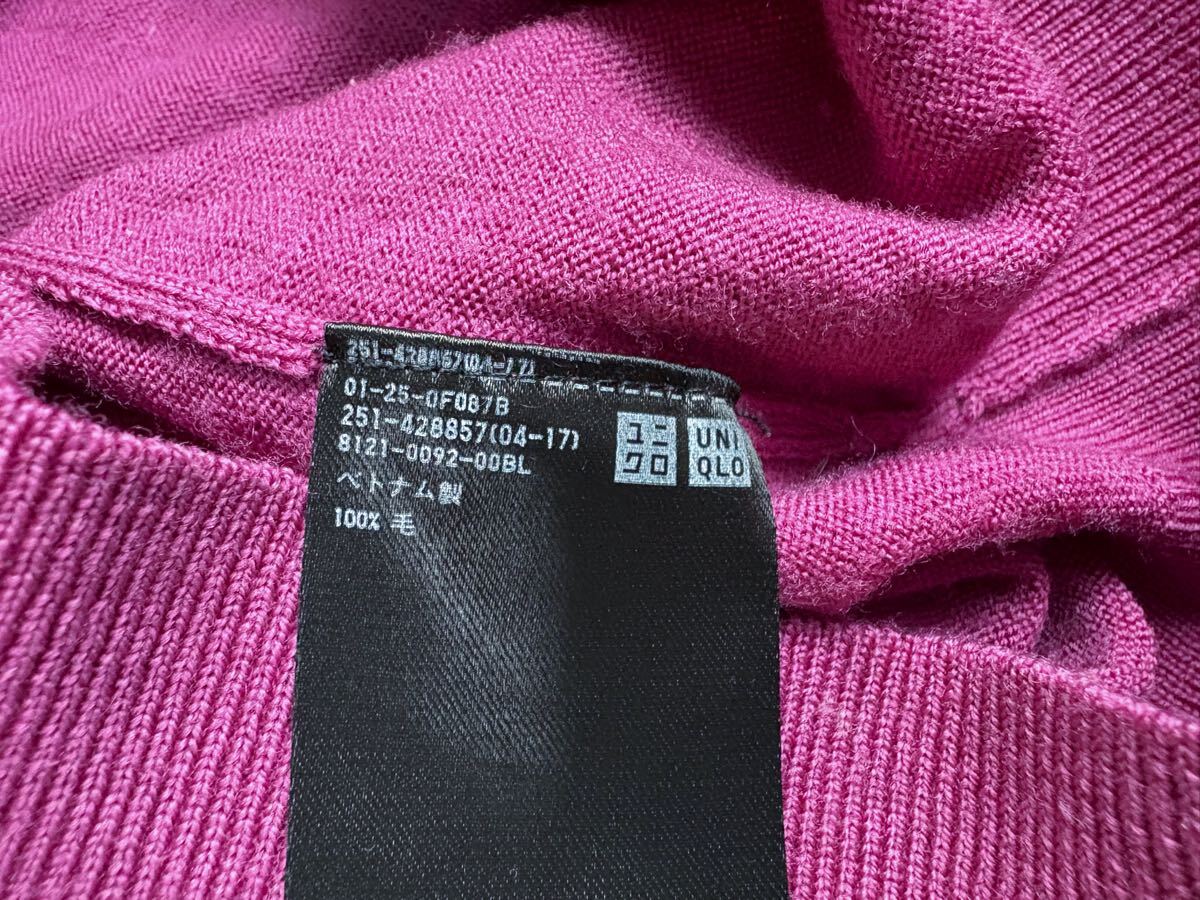 251-428857(04-17)
01-25-0F087B
251-428857(04-17)
8121-0092-00BL
ベトナム製
100% 毛
ユニ
クロ
UNI
QLO